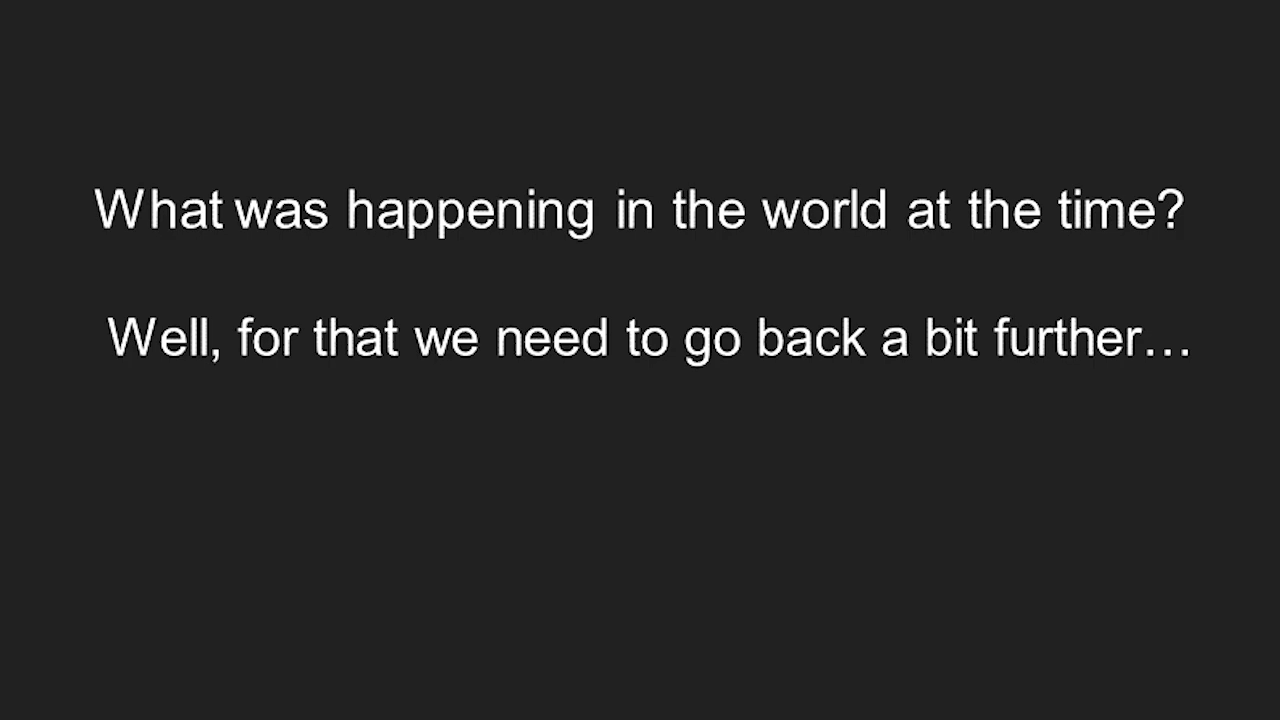 What was happening in the world at the time?
Well, for that we need to go back a bit further…